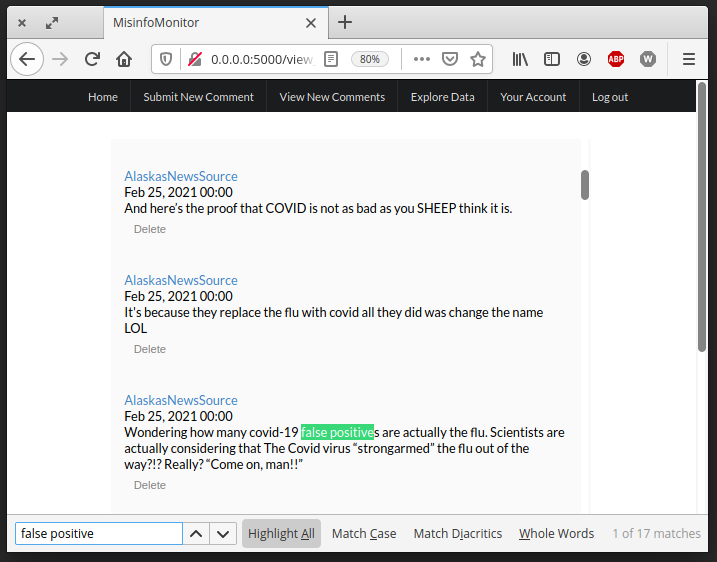 MisinfoMonitor
0.0.0.0:5000/view
80%
ABP
W
Home
Submit New Comment
View New Comments
Explore Data
Your Account
Log out
AlaskasNewsSource
Feb 25, 2021 00:00
And here's the proof that COVID is not as bad as you SHEEP think it is.
Delete
AlaskasNewsSource
Feb 25, 2021 00:00
It's because they replace the flu with covid all they did was change the name
LOL
Delete
AlaskasNewsSource
Feb 25, 2021 00:00
Wondering how many covid-19 false positives are actually the flu. Scientists are
actually considering that The Covid virus “strongarmed” the flu out of the
way?!? Really? “Come on, man!!”
Delete
false positive
Highlight All
Match Case
Match Diacritics
Whole Words
1 of 17 matches